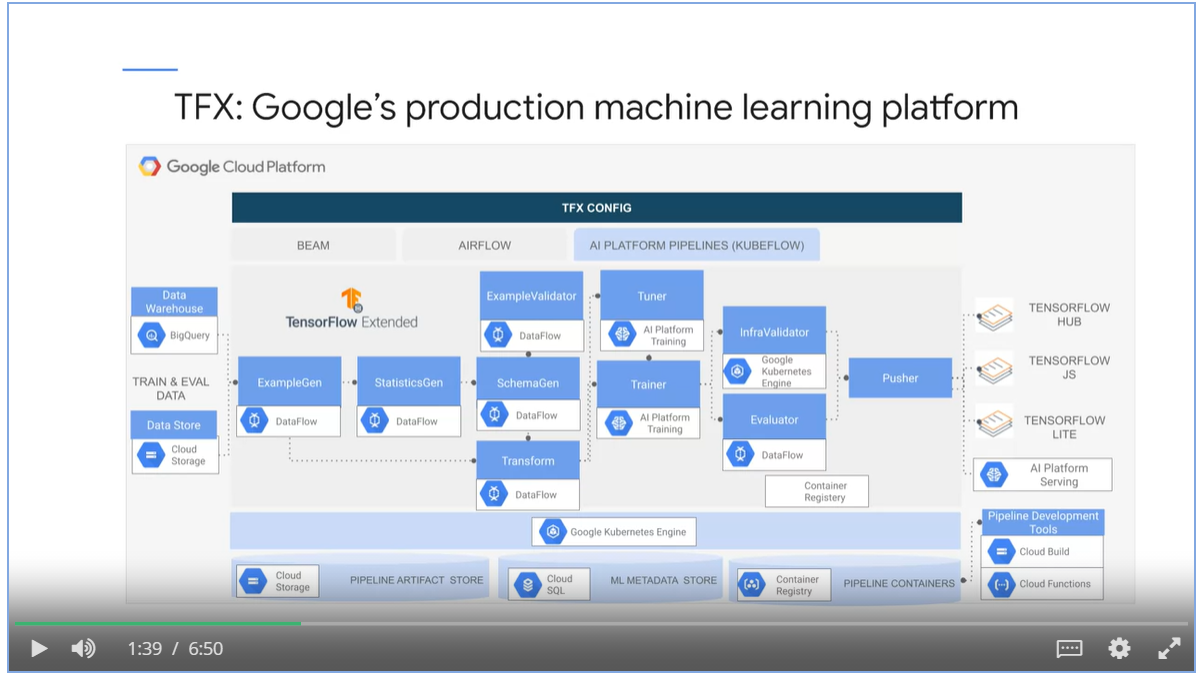 TFX: Google's production machine learning platform
Google Cloud Platform
TFX CONFIG
BEAM
AIRFLOW
AI PLATFORM PIPELINES (KUBEFLOW)
Data
Warehouse
BigQuery
TRAIN & EVAL
DATA
Data Store
Cloud
Storage
TensorFlow Extended
ExampleGen
DataFlow
StatisticsGen
DataFlow
ExampleValidator
DataFlow
SchemaGen
DataFlow
Transform
DataFlow
Tuner
AI Platform
Training
Trainer
AI Platform
Training
InfraValidator
Google
Kubernetes
Engine
Evaluator
DataFlow
Container
Registery
Pusher
TENSORFLOW
HUB
TENSORFLOW
JS
TENSORFLOW
LITE
AI Platform
Serving
Google Kubernetes Engine
Pipeline Development
Tools
Cloud Build
Cloud Functions
Cloud
Storage
PIPELINE ARTIFACT STORE
Cloud
SQL
ML METADATA STORE
Container
Registry
PIPELINE CONTAINERS
1:39 / 6:50